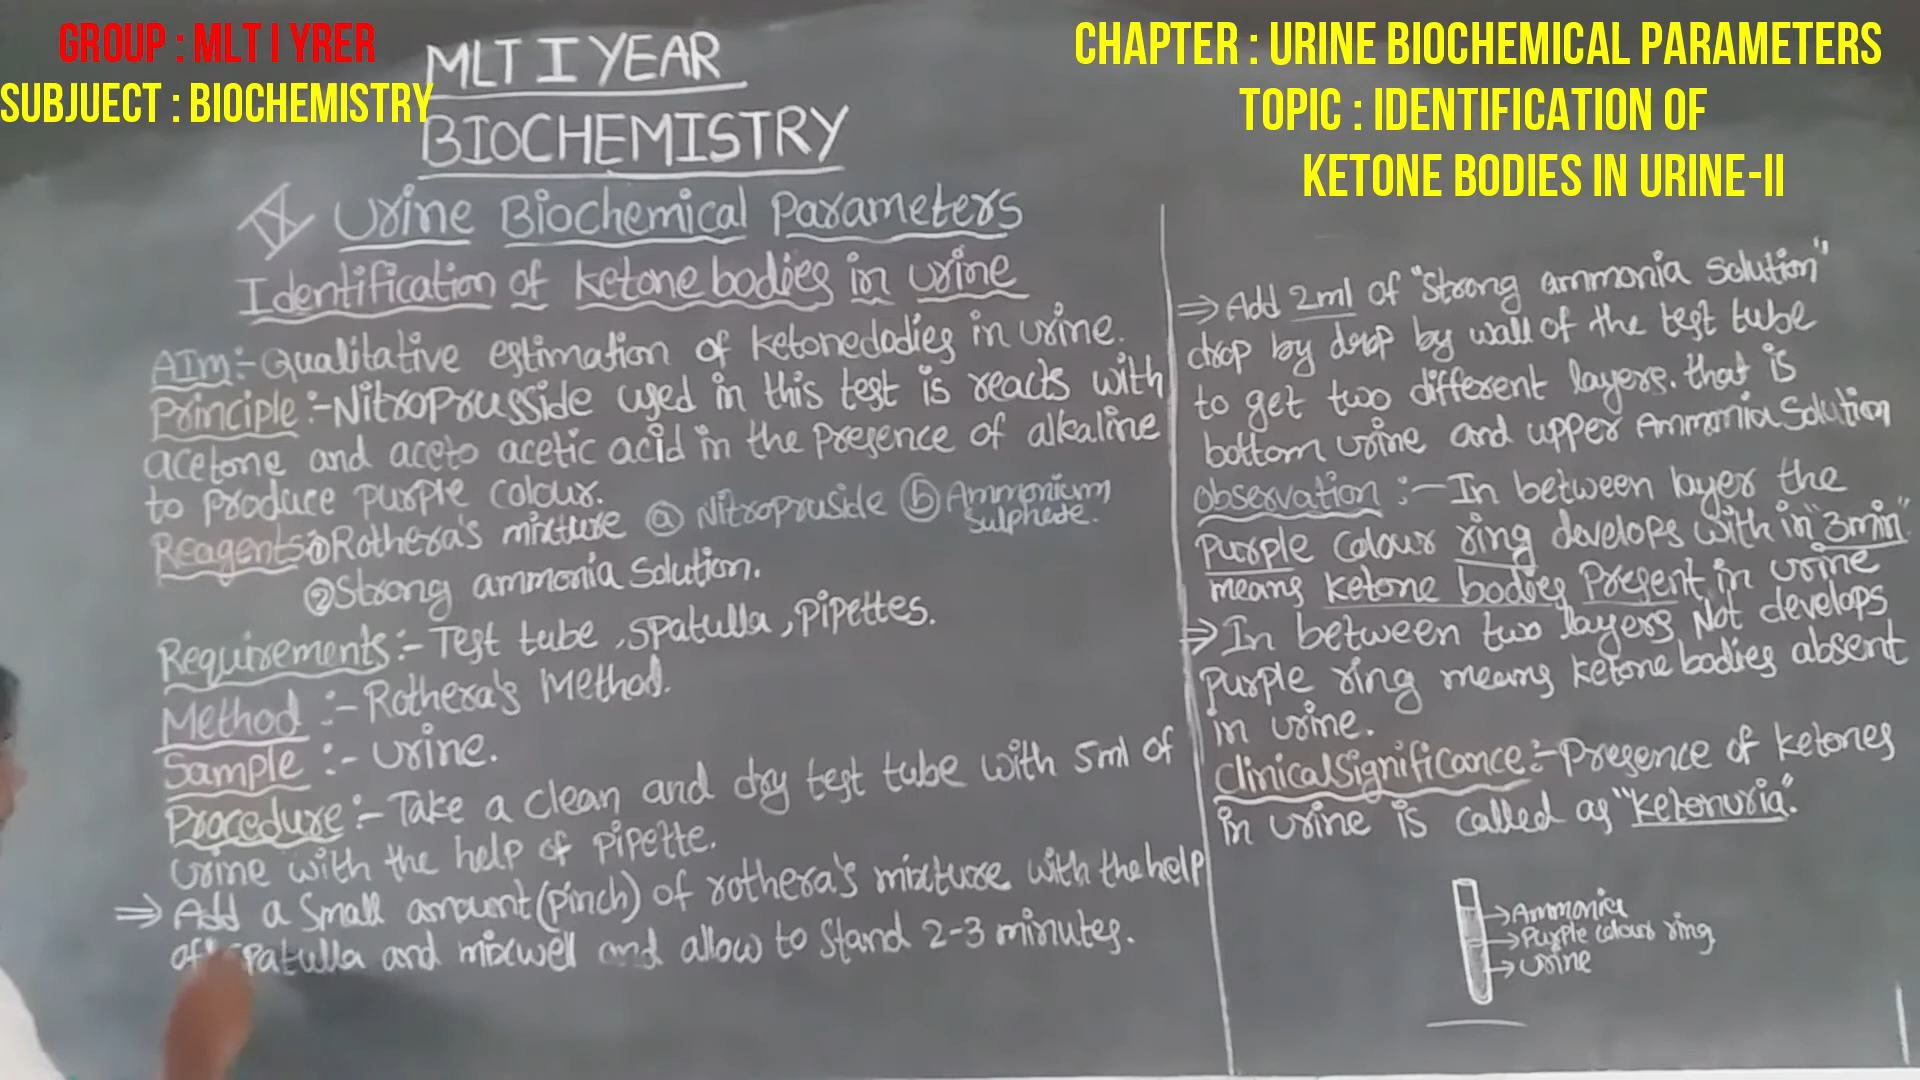 GROUP : MLT I YRER
SUBJUECT : BIOCHEMISTRY
CHAPTER : URINE BIOCHEMICAL PARAMETERS
TOPIC : IDENTIFICATION OF
KETONE BODIES IN URINE-II
MLT I YEAR
BIOCHEMISTRY
IX Urine Biochemical Parameters
Identification of ketone bodies in urine
AIm:- Qualitative estimation of ketonedodies in urine.
Principle:- Nitroprusside used in this test is reacts with
acetone and aceto acetic acid in the presence of alkaline
to produce purple colour.
Reagents:① Rothera's mixture ⓐ Nitropruside ⓑ Ammonium
Sulphede.
② Strong ammonia Solution.
Requirements:- Test tube, Spatulla, pipettes.
Method:- Rothera's Method.
Sample:- Urine.
Procedure:- Take a clean and dry test tube with 5ml of
urine with the help of pipette.
⇒ Add a small amount(pinch) of rothera's mixture with the help
of spatulla and mixwell and allow to stand 2-3 minutes.
⇒ Add 2ml of "Strong ammonia solution"
drop by drop by wall of the test tube
to get two different layers. that is
bottom urine and upper Ammonia Solution
Observation:- In between layer the
purple colour ring develops with in "3min"
means ketone bodies Present in urine
⇒ In between two layers Not develops
purple ring means ketone bodies absent
in urine.
Clinical Significance:- Presence of ketones
in urine is called as "ketonuria".
→Ammonia
→Purple colour ring
→urine